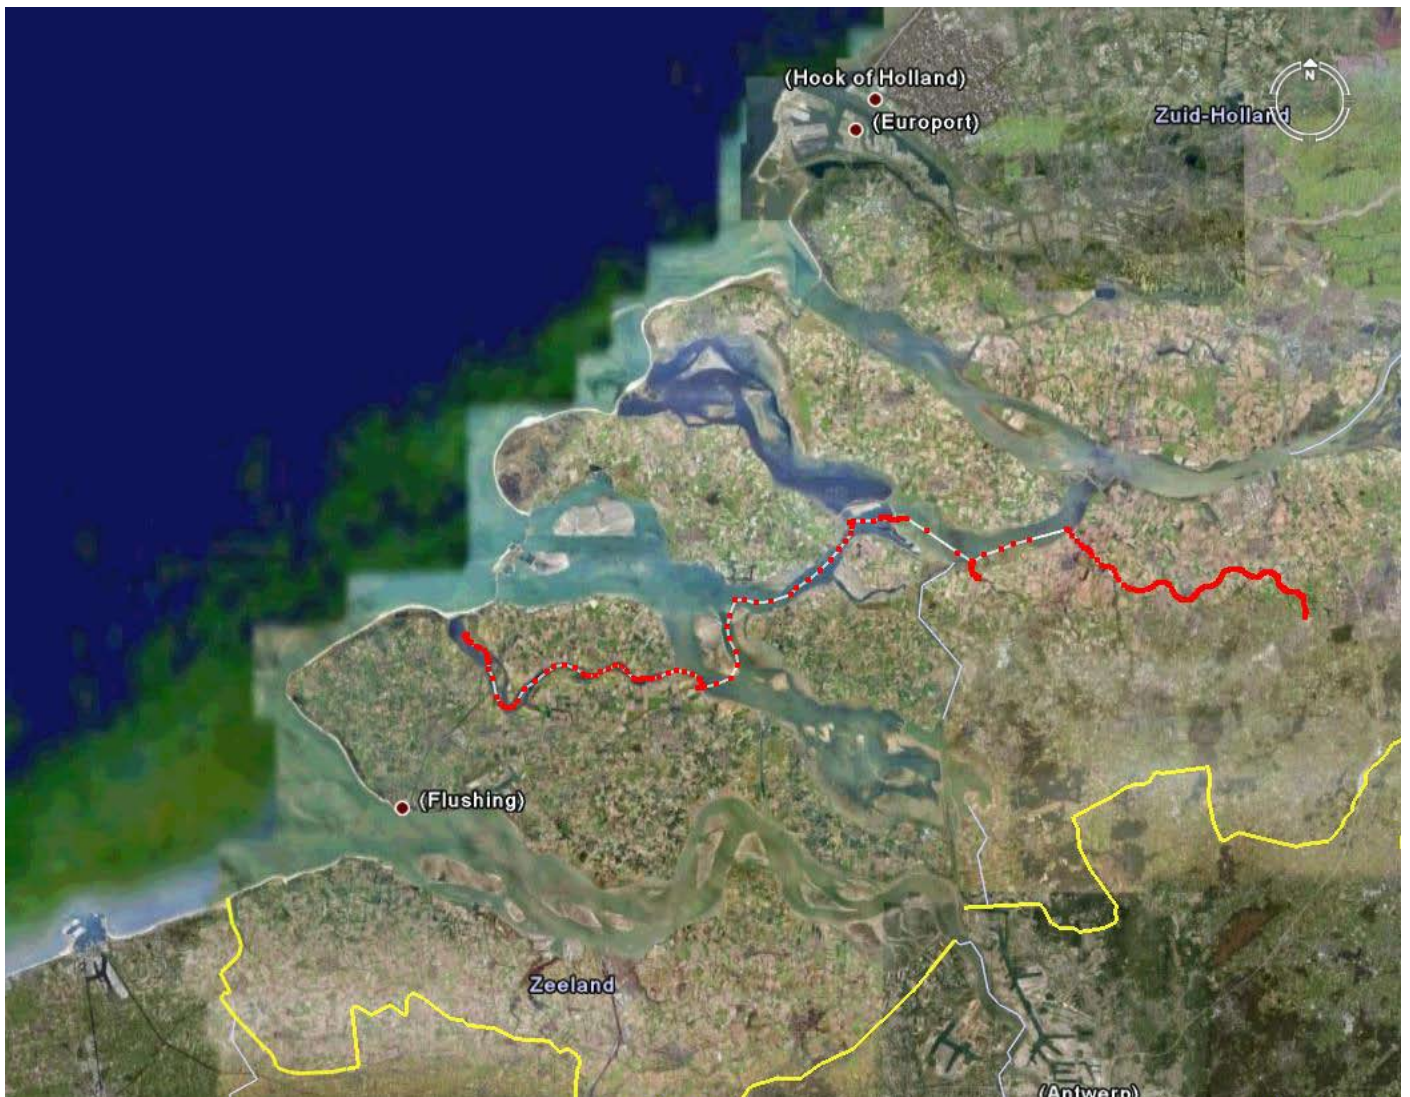 (Hook of Holland)
N
(Europort)
Zuid-Holland
(Flushing)
Zeeland
(Antwerp)